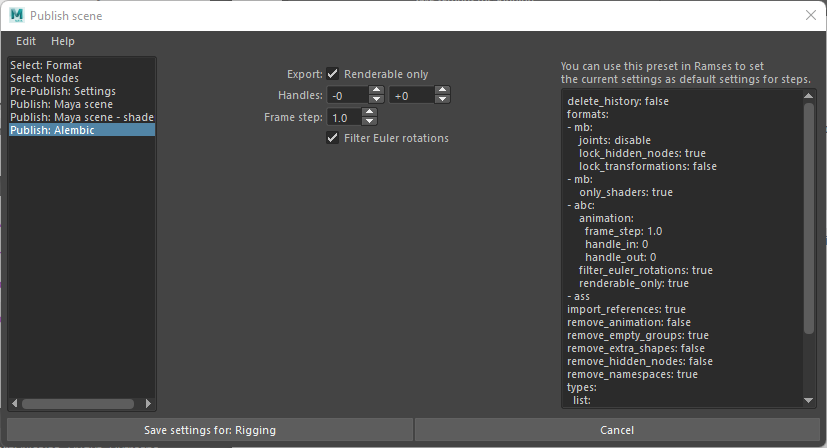 Publish scene
Edit Help
Select: Format
Select: Nodes
Pre-Publish: Settings
Publish: Maya scene
Publish: Maya scene - shade
Publish: Alembic
Export: Renderable only
Handles: -0 +0
Frame step: 1.0
Filter Euler rotations
You can use this preset in Ramses to set
the current settings as default settings for steps.
delete_history: false
formats:
- mb:
joints: disable
lock_hidden_nodes: true
lock_transformations: false
- mb:
only_shaders: true
- abc:
animation:
frame_step: 1.0
handle_in: 0
handle_out: 0
filter_euler_rotations: true
renderable_only: true
- ass
import_references: true
remove_animation: false
remove_empty_groups: true
remove_extra_shapes: false
remove_hidden_nodes: false
remove_namespaces: true
types:
list:
Save settings for: Rigging
Cancel